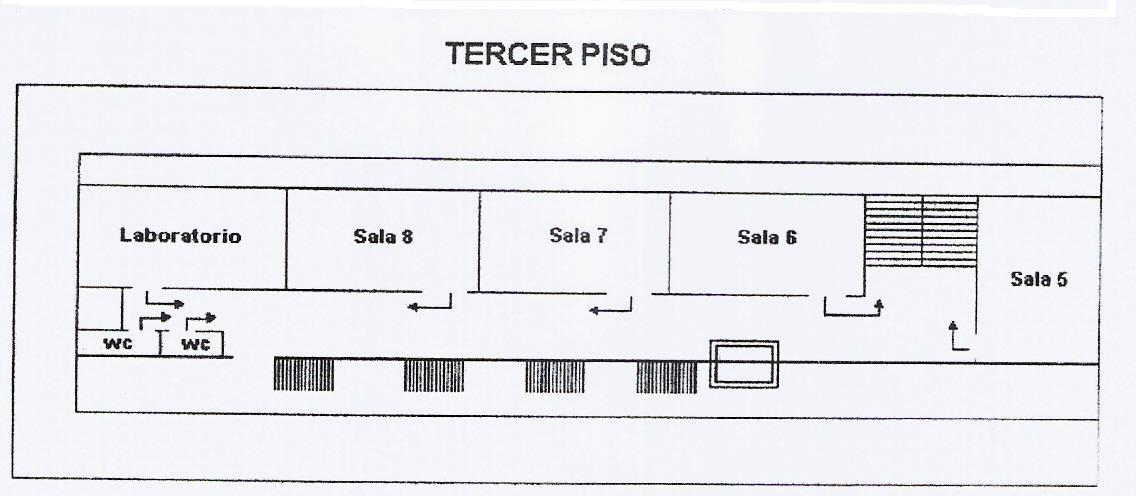 TERCER PISO
Laboratorio
Sala 8
Sala 7
Sala 6
Sala 5
WC
WC